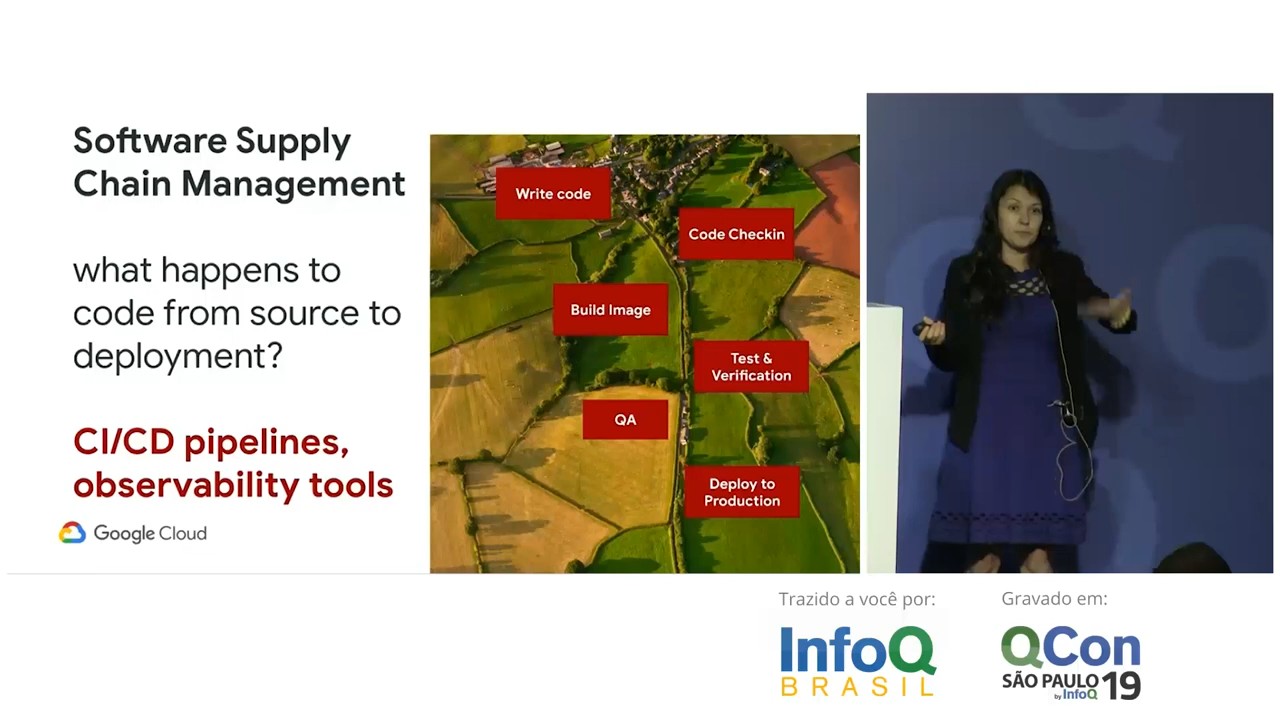 Software Supply
Chain Management
what happens to
code from source to
deployment?
CI/CD pipelines,
observability tools
Google Cloud
Write code
Code Checkin
Build Image
Test &
Verification
QA
Deploy to
Production
Trazido a você por:
InfoQ
BRASIL
Gravado em:
QCon
SÃO PAULO 19
by InfoQ